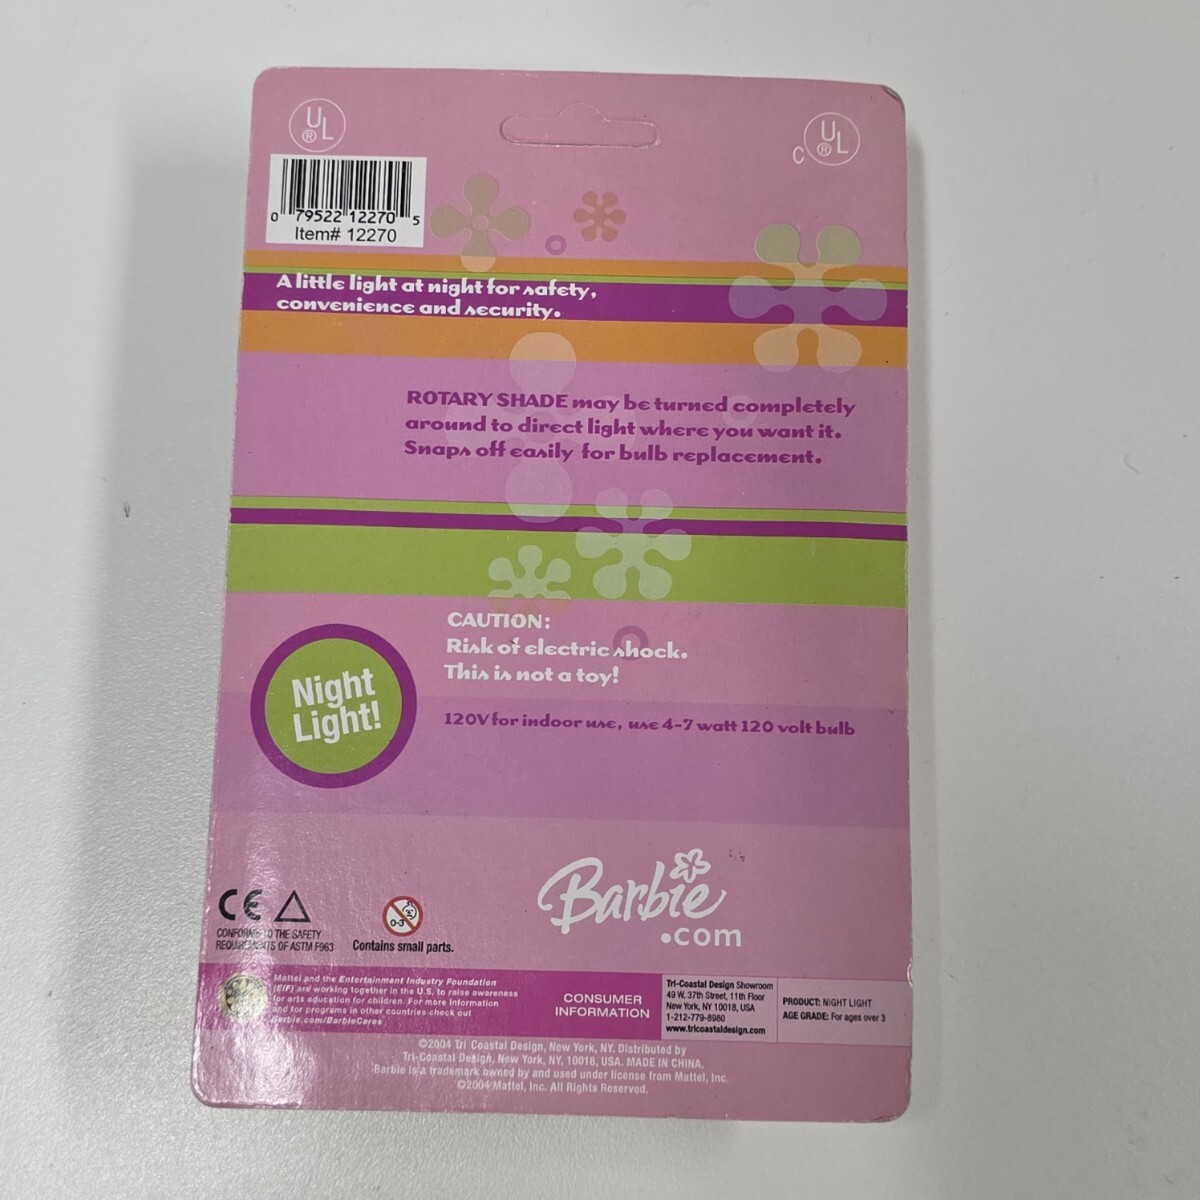 UL ®
C UL ®
0 79522 12270 5
Item# 12270
A little light at night for safety,
convenience and security.
ROTARY SHADE may be turned completely
around to direct light where you want it.
Snaps off easily for bulb replacement.
CAUTION:
Risk of electric shock.
This is not a toy!
Night
Light!
120V for indoor use, use 4-7 watt 120 volt bulb
Barbie
.com
CE
CONFORMS TO THE SAFETY
REQUIREMENTS OF ASTM F963
0-3
Contains small parts.
Mattel and the Entertainment Industry Foundation
(EIF) are working together in the U.S. to raise awareness
for arts education for children. For more information
and for programs in other countries check out
Barbie.com/BarbieCares
CONSUMER
INFORMATION
Tri-Coastal Design Showroom
49 W. 37th Street, 11th Floor
New York, NY 10018, USA
1-212-779-8980
www.tricoastaldesign.com
PRODUCT: NIGHT LIGHT
AGE GRADE: For ages over 3
©2004 Tri Coastal Design, New York, NY. Distributed by
Tri-Coastal Design, New York, NY, 10018, USA. MADE IN CHINA.
Barbie is a trademark owned by and used under license from Mattel, Inc.
©2004 Mattel, Inc. All Rights Reserved.